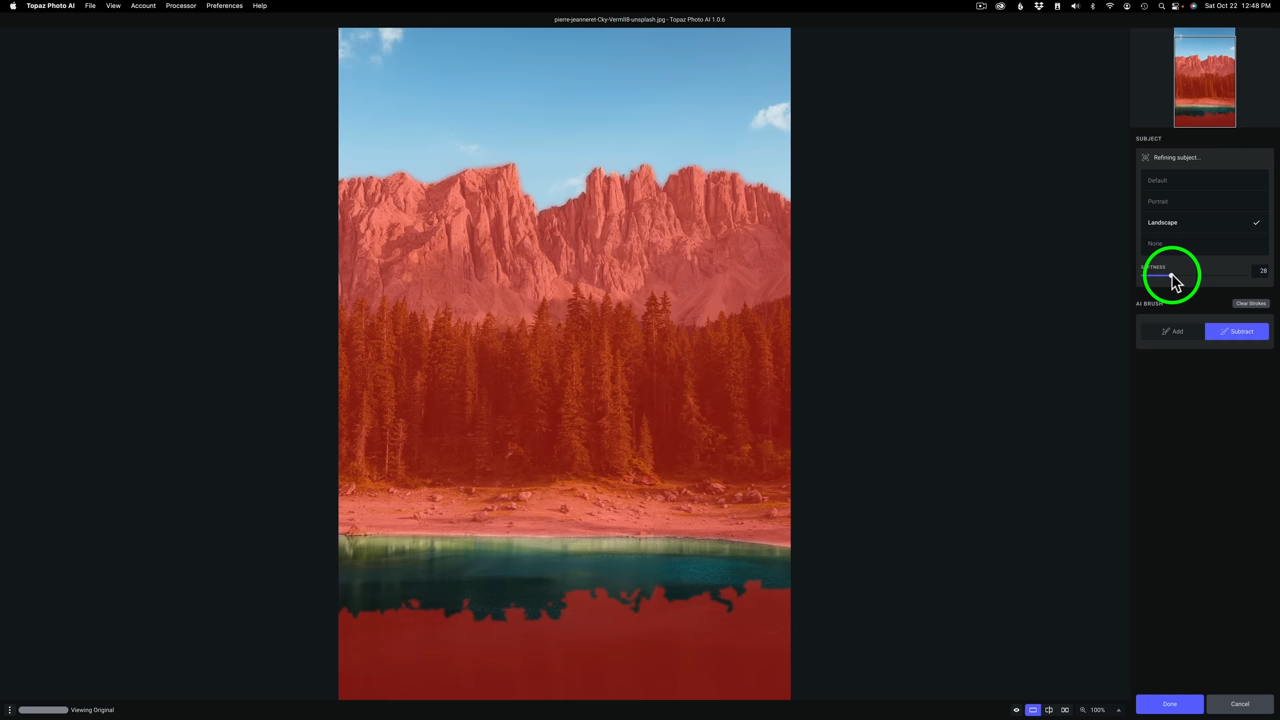 Topaz Photo AI File View Account Processor Preferences Help Sat Oct 22 12:48 PM
pierre-jeanneret-Cky-VermlI8-unsplash.jpg - Topaz Photo AI 1.0.6
SUBJECT
Refining subject...
Default
Portrait
Landscape
None
28
AI BRUSH Clear Strokes
Add Subtract
Viewing Original 100% Done Cancel